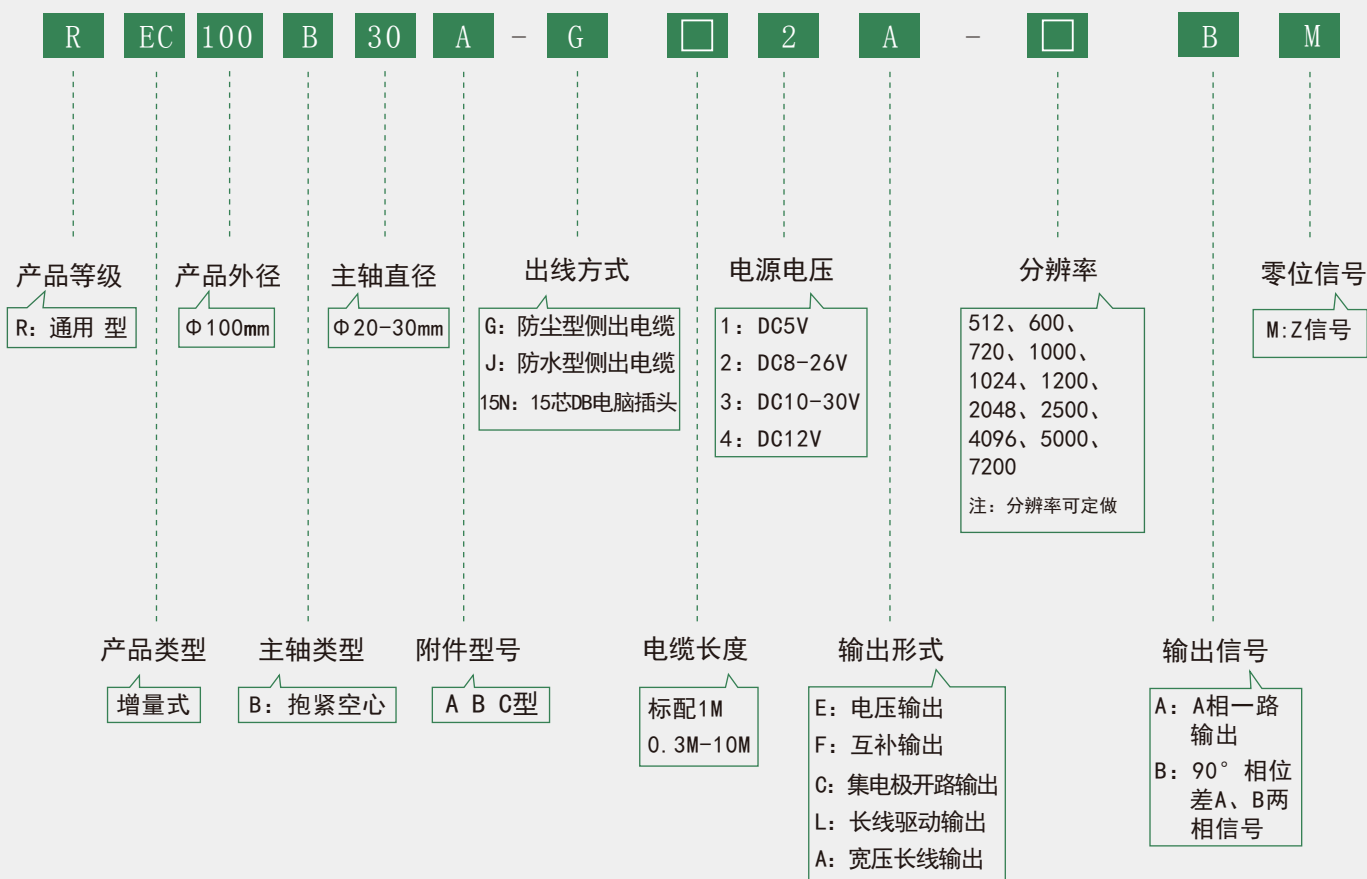 R EC 100 B 30 A - G □ 2 A - □ B M
产品等级
R: 通用 型
产品外径
Φ100mm
主轴直径
Φ20-30mm
出线方式
G: 防尘型侧出电缆
J: 防水型侧出电缆
15N: 15芯DB电脑插头
电源电压
1: DC5V
2: DC8-26V
3: DC10-30V
4: DC12V
分辨率
512、600、
720、1000、
1024、1200、
2048、2500、
4096、5000、
7200
注: 分辨率可定做
零位信号
M:Z信号
产品类型
增量式
主轴类型
B: 抱紧空心
附件型号
A B C型
电缆长度
标配1M
0.3M-10M
输出形式
E: 电压输出
F: 互补输出
C: 集电极开路输出
L: 长线驱动输出
A: 宽压长线输出
输出信号
A: A相一路
输出
B: 90°相位
差A、B两
相信号